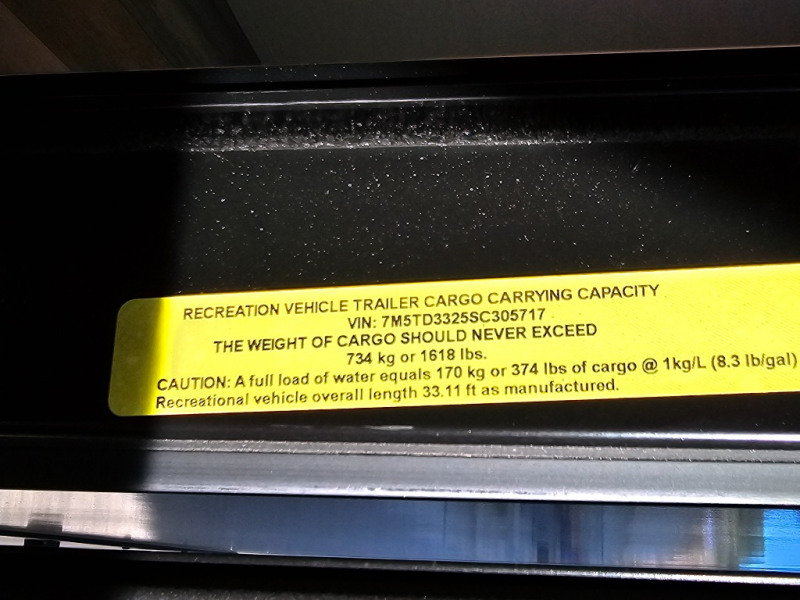 RECREATION VEHICLE TRAILER CARGO CARRYING CAPACITY
VIN: 7M5TD3325SC305717
THE WEIGHT OF CARGO SHOULD NEVER EXCEED
734 kg or 1618 lbs.
CAUTION: A full load of water equals 170 kg or 374 lbs of cargo @ 1kg/L (8.3 lb/gal)
Recreational vehicle overall length 33.11 ft as manufactured.